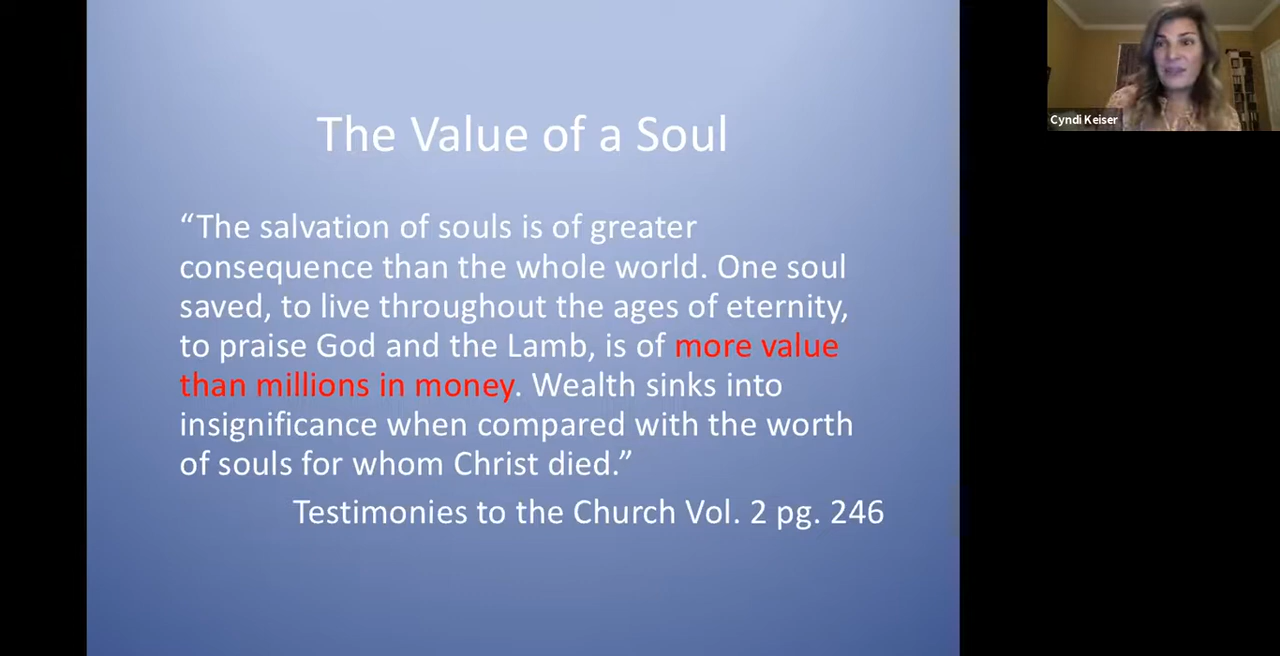 The Value of a Soul
“The salvation of souls is of greater
consequence than the whole world. One soul
saved, to live throughout the ages of eternity,
to praise God and the Lamb, is of more value
than millions in money. Wealth sinks into
insignificance when compared with the worth
of souls for whom Christ died.”
Testimonies to the Church Vol. 2 pg. 246
Cyndi Keiser